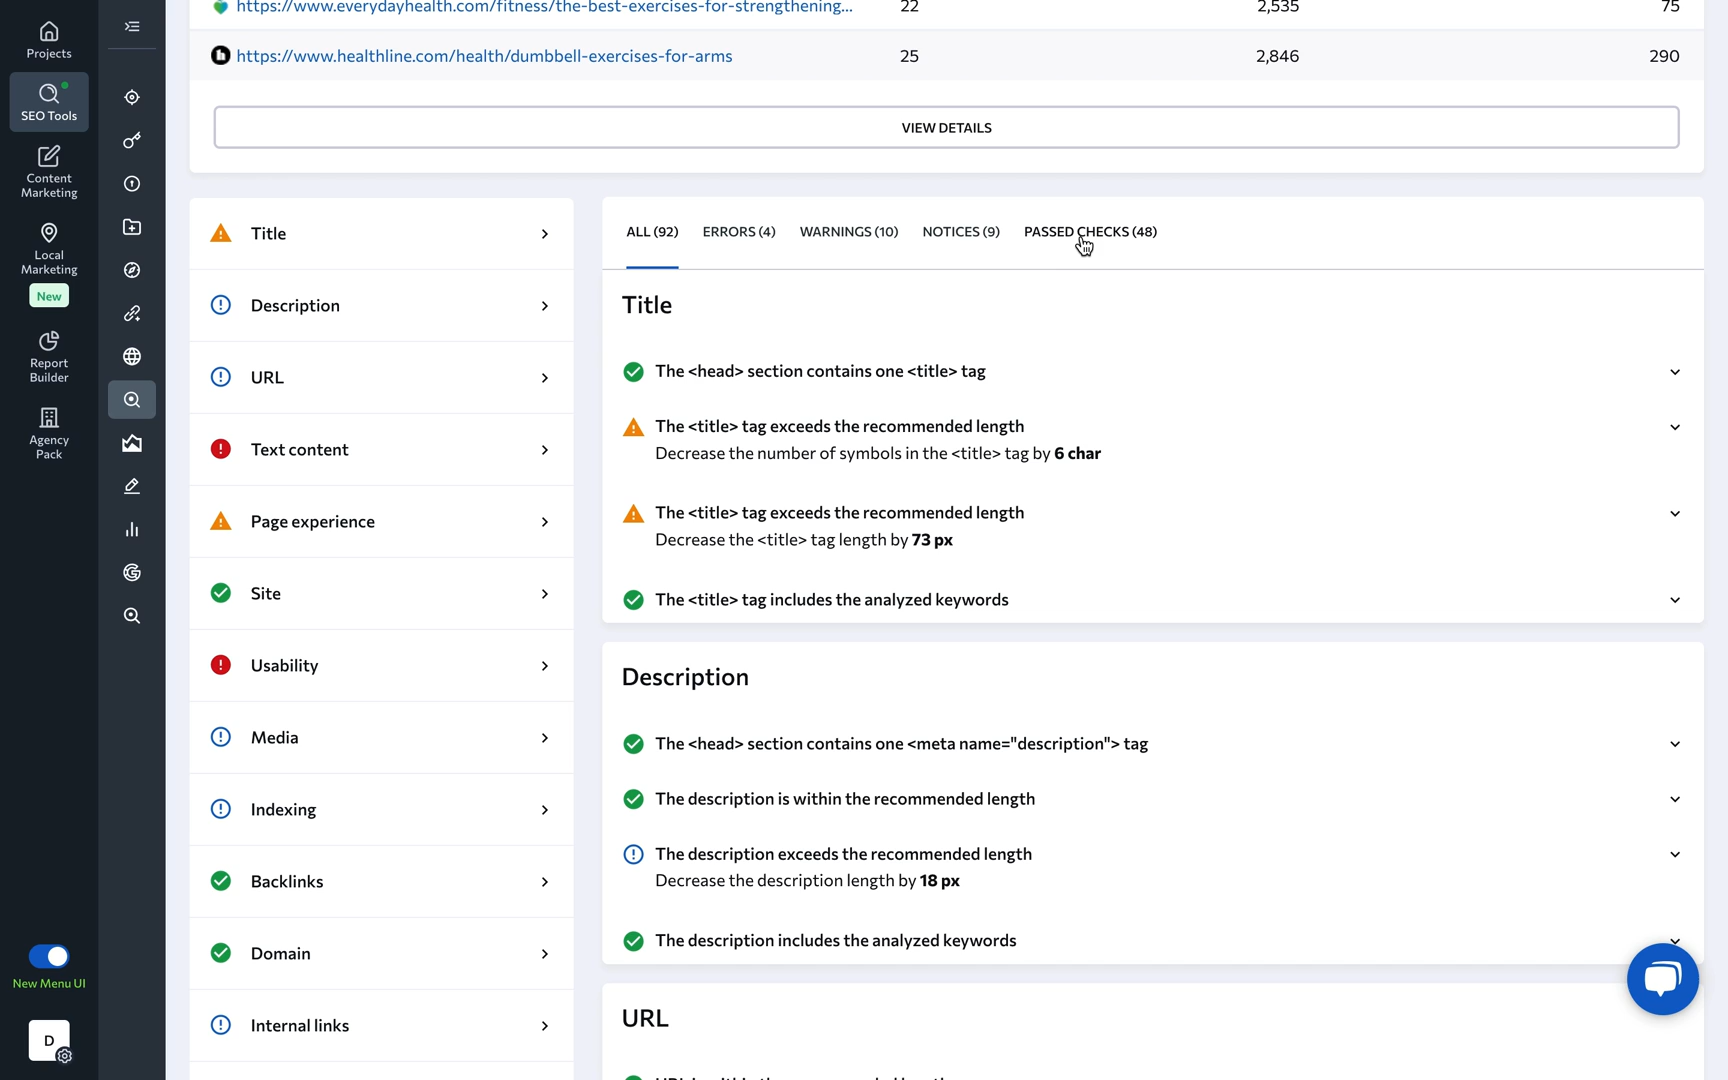 Projects
SEO Tools
Content
Marketing
Local
Marketing
New
Report
Builder
Agency
Pack
New Menu UI
D
https://www.everydayhealth.com/fitness/the-best-exercises-for-strengthening... 22 2,535 75
https://www.healthline.com/health/dumbbell-exercises-for-arms 25 2,846 290
VIEW DETAILS
Title
Description
URL
Text content
Page experience
Site
Usability
Media
Indexing
Backlinks
Domain
Internal links
ALL (92) ERRORS (4) WARNINGS (10) NOTICES (9) PASSED CHECKS (48)
Title
The <head> section contains one <title> tag
The <title> tag exceeds the recommended length
Decrease the number of symbols in the <title> tag by 6 char
The <title> tag exceeds the recommended length
Decrease the <title> tag length by 73 px
The <title> tag includes the analyzed keywords
Description
The <head> section contains one <meta name="description"> tag
The description is within the recommended length
The description exceeds the recommended length
Decrease the description length by 18 px
The description includes the analyzed keywords
URL